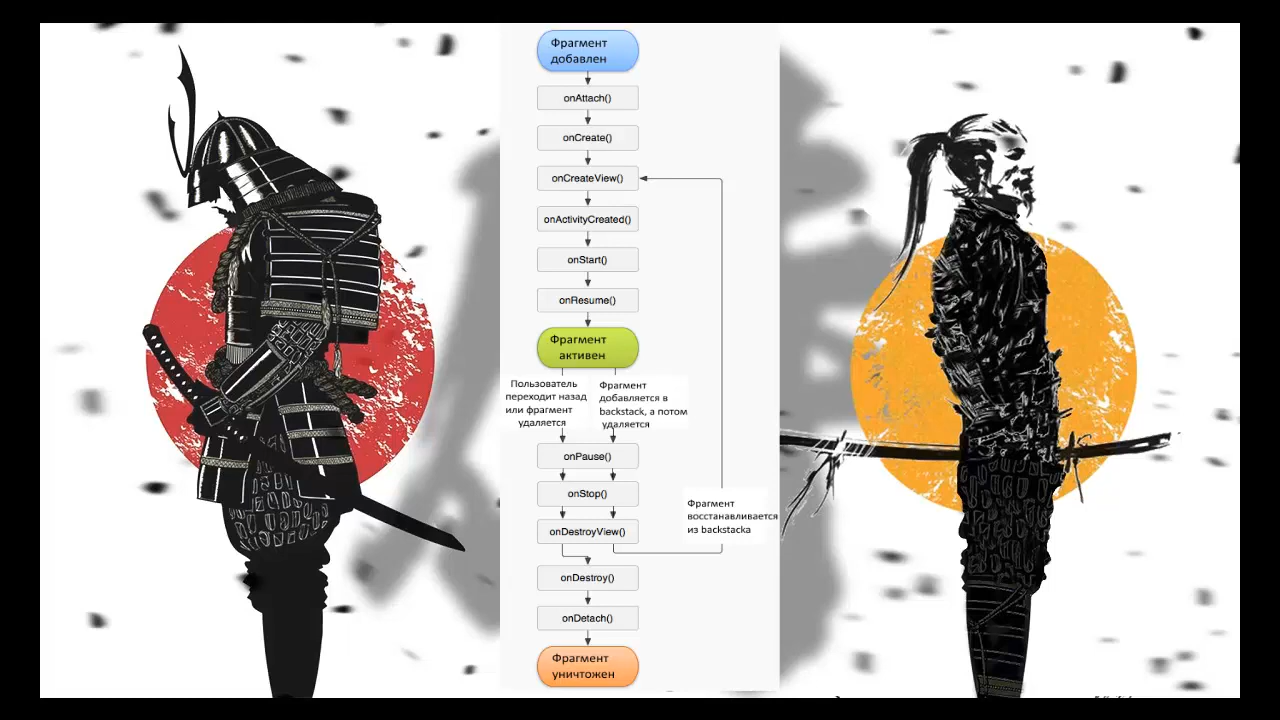 Фрагмент
добавлен
onAttach()
onCreate()
onCreateView()
onActivityCreated()
onStart()
onResume()
Фрагмент
активен
Пользователь
переходит назад
или фрагмент
удаляется
Фрагмент
добавляется в
backstack, а потом
удаляется
onPause()
onStop()
onDestroyView()
Фрагмент
восстанавливается
из backstackа
onDestroy()
onDetach()
Фрагмент
уничтожен